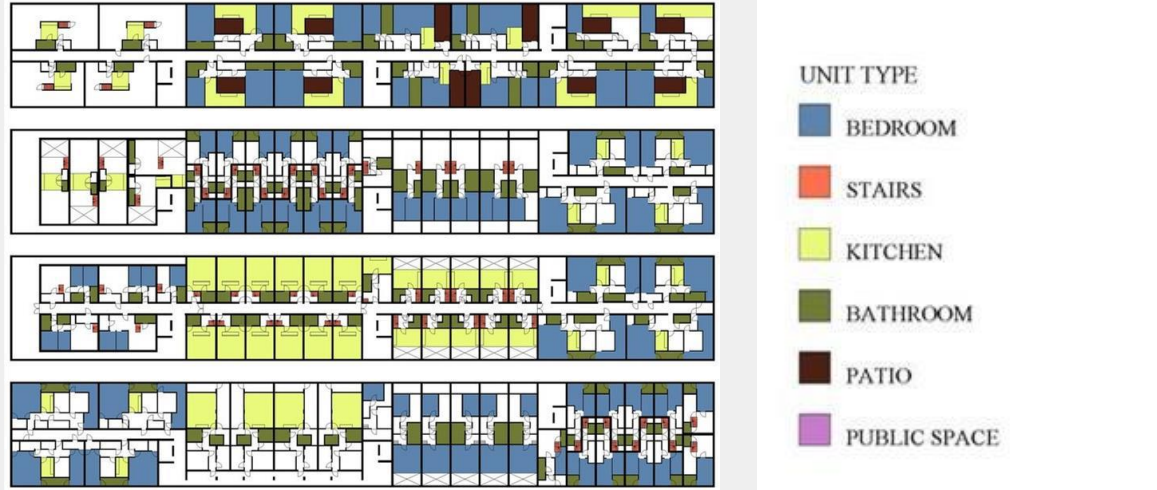 UNIT TYPE
BEDROOM
STAIRS
KITCHEN
BATHROOM
PATIO
PUBLIC SPACE